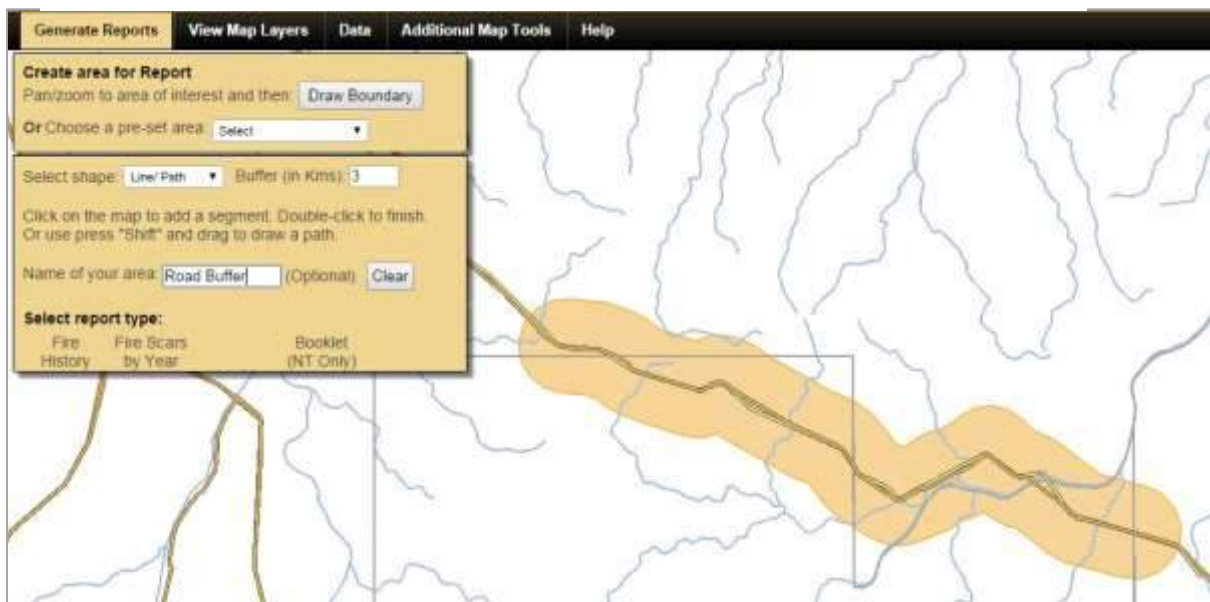 Generate Reports View Map Layers Data Additional Map Tools Help
Create area for Report
Pan/zoom to area of interest and then: Draw Boundary
Or Choose a pre-set area: Select
Select shape: Line/ Path Buffer (in Kms): 3
Click on the map to add a segment. Double-click to finish.
Or use press "Shift" and drag to draw a path.
Name of your area: Road Buffer (Optional) Clear
Select report type:
Fire History
Fire Scars by Year
Booklet (NT Only)